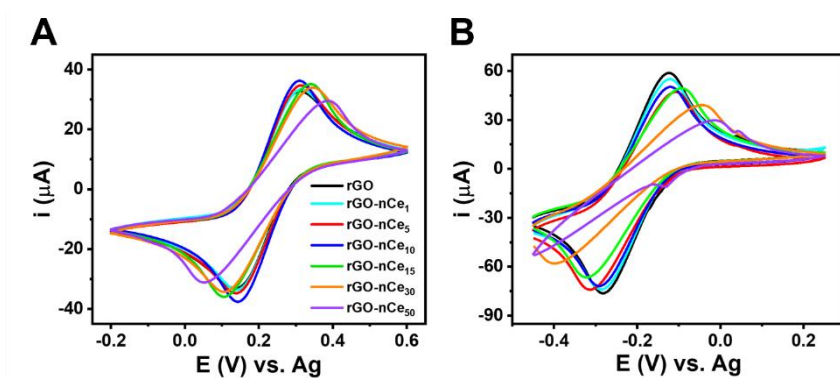 A
B
40
20
0
-20
-40
i (μA)
rGO
rGO-nCe₁
rGO-nCe₅
rGO-nCe₁₀
rGO-nCe₁₅
rGO-nCe₃₀
rGO-nCe₅₀
-0.2 0.0 0.2 0.4 0.6
E (V) vs. Ag
60
30
0
-30
-60
-90
i (μA)
-0.4 -0.2 0.0 0.2
E (V) vs. Ag